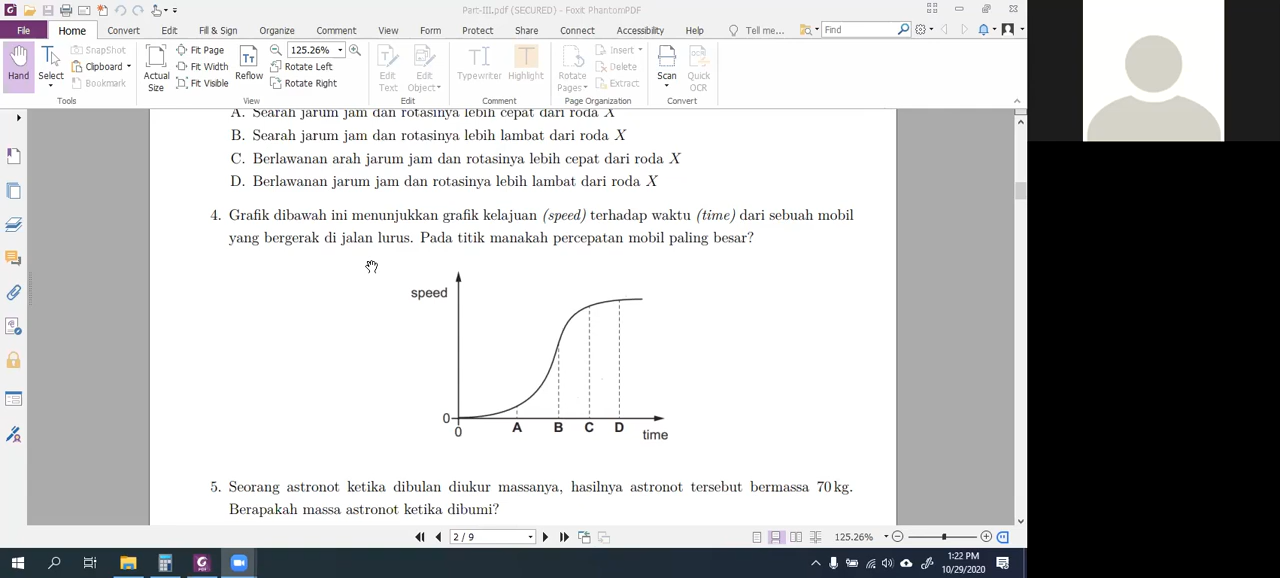 Part-III.pdf (SECURED) - Foxit PhantomPDF
File Home Convert Fill & Sign Organize Comment View Form Protect Share Connect Accessibility Help Tell me... Find
Hand
Select
SnapShot
Clipboard
Bookmark
Tools
Actual Size
Fit Page
Fit Width
Fit Visible
Reflow
125.26%
Rotate Left
Rotate Right
View
Edit Text
Edit Object
Edit
Typewriter
Highlight
Comment
Rotate Pages
Insert
Delete
Extract
Page Organization
Scan
Quick OCR
Convert
A. Searah jarum jam dan rotasinya lebih cepat dari roda X
B. Searah jarum jam dan rotasinya lebih lambat dari roda X
C. Berlawanan arah jarum jam dan rotasinya lebih cepat dari roda X
D. Berlawanan jarum jam dan rotasinya lebih lambat dari roda X
4. Grafik dibawah ini menunjukkan grafik kelajuan (speed) terhadap waktu (time) dari sebuah mobil
yang bergerak di jalan lurus. Pada titik manakah percepatan mobil paling besar?
speed
0
0 A B C D time
5. Seorang astronot ketika dibulan diukur massanya, hasilnya astronot tersebut bermassa 70 kg.
Berapakah massa astronot ketika dibumi?
2 / 9
125.26%
1:22 PM
10/29/2020